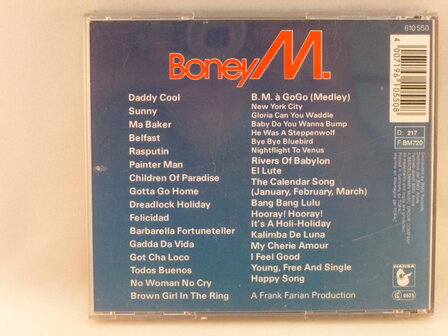 610 550
Boney M.
Daddy Cool
Sunny
Ma Baker
Belfast
Rasputin
Painter Man
Children Of Paradise
Gotta Go Home
Dreadlock Holiday
Felicidad
Barbarella Fortuneteller
Gadda Da Vida
Got Cha Loco
Todos Buenos
No Woman No Cry
Brown Girl In The Ring
B. M. à GoGo (Medley)
New York City
Gloria Can You Waddle
Baby Do You Wanna Bump
He Was A Steppenwolf
Bye Bye Bluebird
Nightflight To Venus
Rivers Of Babylon
El Lute
The Calendar Song
(January, February, March)
Bang Bang Lulu
Hooray! Hooray!
It's A Holi-Holiday
Kalimba De Luna
My Cherie Amour
I Feel Good
Young, Free And Single
Happy Song
A Frank Farian Production
4 007196 105508
D: 217
F: BM720
HANSA